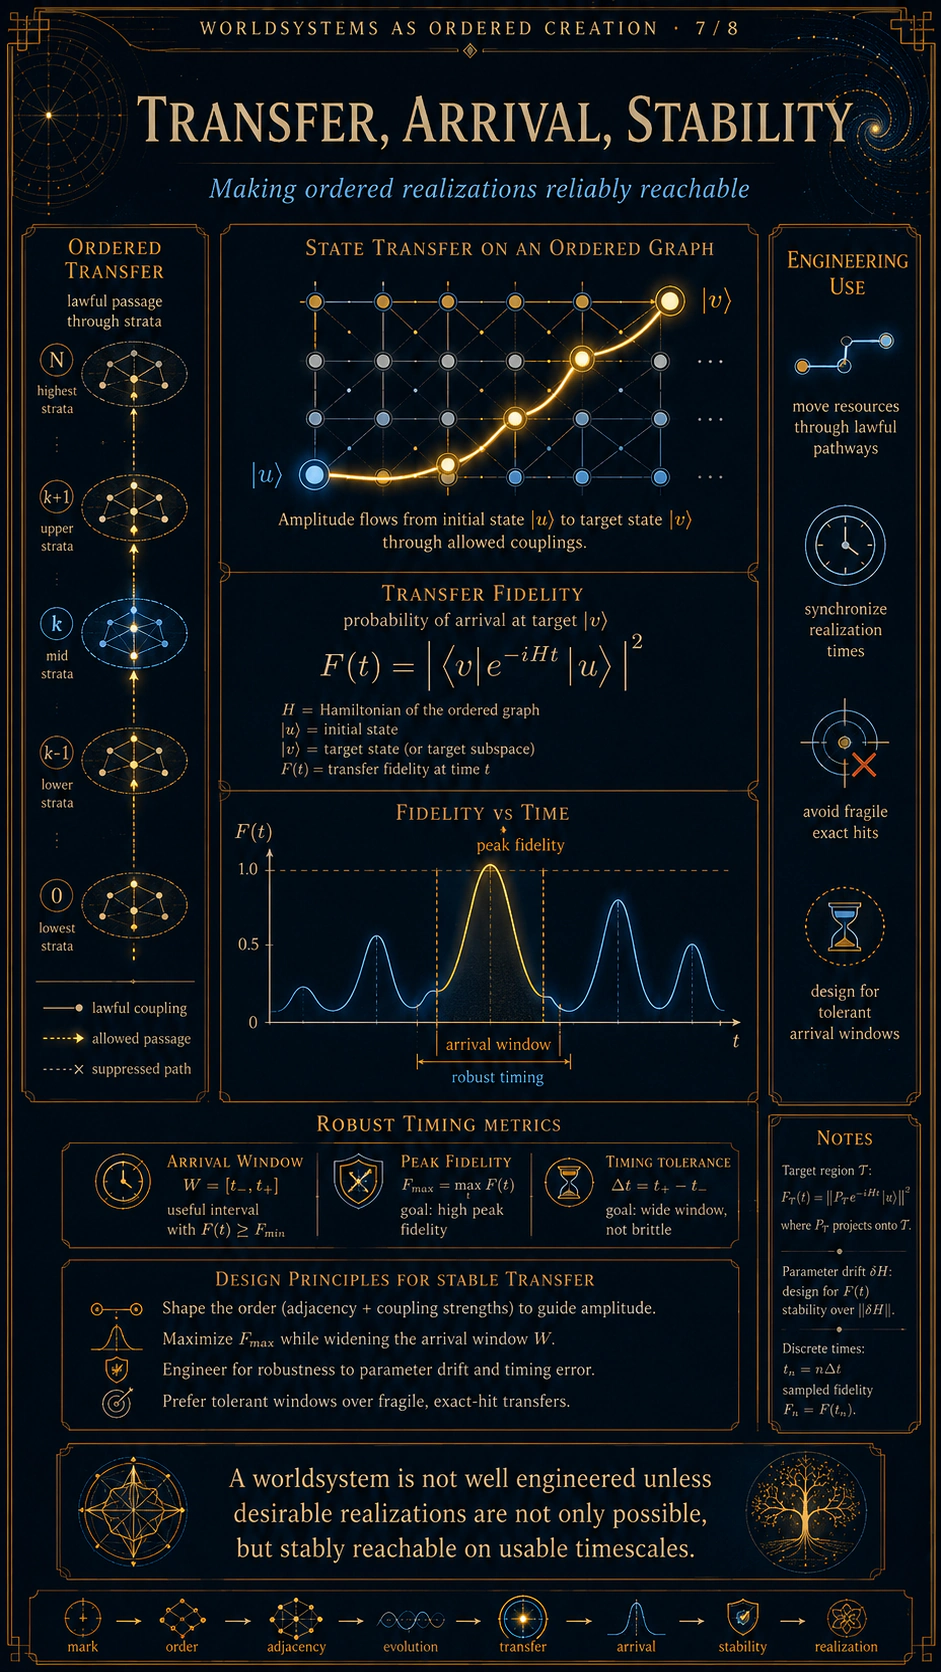 WORLDSYSTEMS AS ORDERED CREATION · 7 / 8
TRANSFER, ARRIVAL, STABILITY
Making ordered realizations reliably reachable
ORDERED
TRANSFER
lawful passage
through strata
N
highest
strata
k+1
upper
strata
k
mid
strata
k-1
lower
strata
0
lowest
strata
lawful coupling
allowed passage
suppressed path
STATE TRANSFER ON AN ORDERED GRAPH
|v⟩
|u⟩
Amplitude flows from initial state |u⟩ to target state |v⟩
through allowed couplings.
TRANSFER FIDELITY
probability of arrival at target |v⟩
F(t) = |⟨v| e^{−iHt} |u⟩|²
H = Hamiltonian of the ordered graph
|u⟩ = initial state
|v⟩ = target state (or target subspace)
F(t) = transfer fidelity at time t
FIDELITY VS TIME
F(t)
peak fidelity
1.0
0.5
0
t
arrival window
robust timing
ENGINEERING
USE
move resources
through lawful
pathways
synchronize
realization
times
avoid fragile
exact hits
design for
tolerant
arrival windows
ROBUST TIMING METRICS
ARRIVAL WINDOW
W = [t₋, t₊]
useful interval
with F(t) ≥ F_{min}
PEAK FIDELITY
F_{max} = max_t F(t)
goal: high peak
fidelity
TIMING TOLERANCE
Δt = t₊ − t₋
goal: wide window,
not brittle
DESIGN PRINCIPLES FOR STABLE TRANSFER
Shape the order (adjacency + coupling strengths) to guide amplitude.
Maximize F_{max} while widening the arrival window W.
Engineer for robustness to parameter drift and timing error.
Prefer tolerant windows over fragile, exact-hit transfers.
NOTES
Target region 𝒯:
F_T(t) = ||P_T e^{−iHt} |u⟩||²
where P_T projects onto 𝒯.
Parameter drift δH:
design for F(t)
stability over ||δH||.
Discrete times:
t_n = nΔt
sampled fidelity
F_n = F(t_n).
A worldsystem is not well engineered unless
desirable realizations are not only possible,
but stably reachable on usable timescales.
mark
order
adjacency
evolution
transfer
arrival
stability
realization